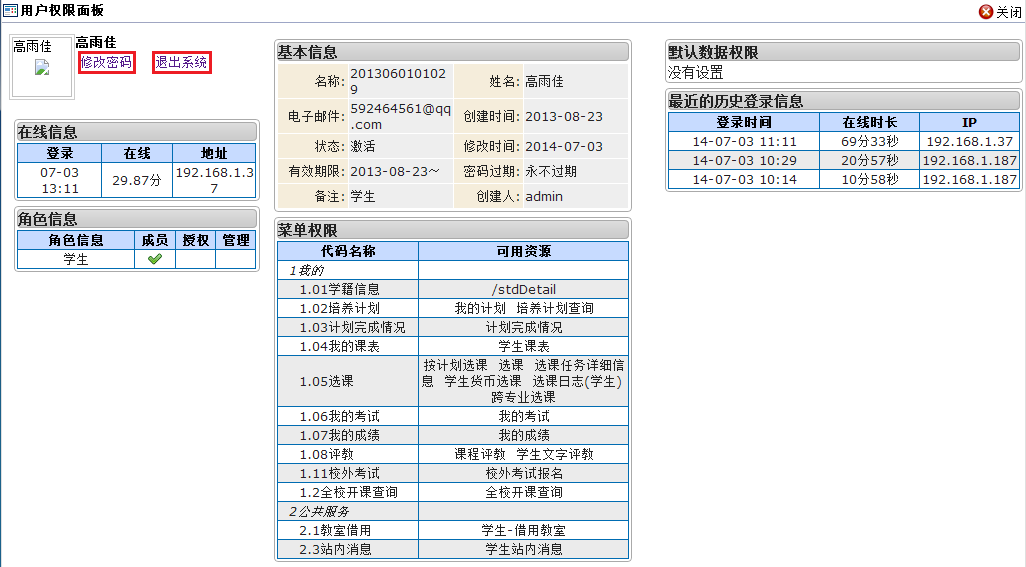 用户权限面板
关闭
高雨佳
高雨佳
修改密码 退出系统
在线信息
登录 在线 地址
07-03 13:11 29.87分 192.168.1.37
角色信息
角色信息 成员 授权 管理
学生
基本信息
名称: 2013060101029 姓名: 高雨佳
电子邮件: 592464561@qq.com 创建时间: 2013-08-23
状态: 激活 修改时间: 2014-07-03
有效期限: 2013-08-23~ 密码过期: 永不过期
备注: 学生 创建人: admin
菜单权限
代码名称 可用资源
1我的
1.01学籍信息 /stdDetail
1.02培养计划 我的计划 培养计划查询
1.03计划完成情况 计划完成情况
1.04我的课表 学生课表
1.05选课 按计划选课 选课 选课任务详细信
息 学生货币选课 选课日志(学生)
跨专业选课
1.06我的考试 我的考试
1.07我的成绩 我的成绩
1.08评教 课程评教 学生文字评教
1.11校外考试 校外考试报名
1.2全校开课查询 全校开课查询
2公共服务
2.1教室借用 学生-借用教室
2.3站内消息 学生站内消息
默认数据权限
没有设置
最近的历史登录信息
登录时间 在线时长 IP
14-07-03 11:11 69分33秒 192.168.1.37
14-07-03 10:29 20分57秒 192.168.1.187
14-07-03 10:14 10分58秒 192.168.1.187